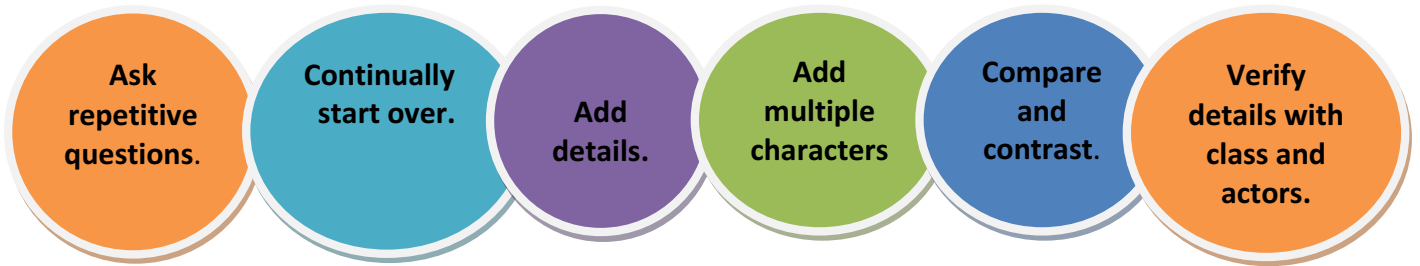 Ask
repetitive
questions.
Continually
start over.
Add
details.
Add
multiple
characters
Compare
and
contrast.
Verify
details with
class and
actors.